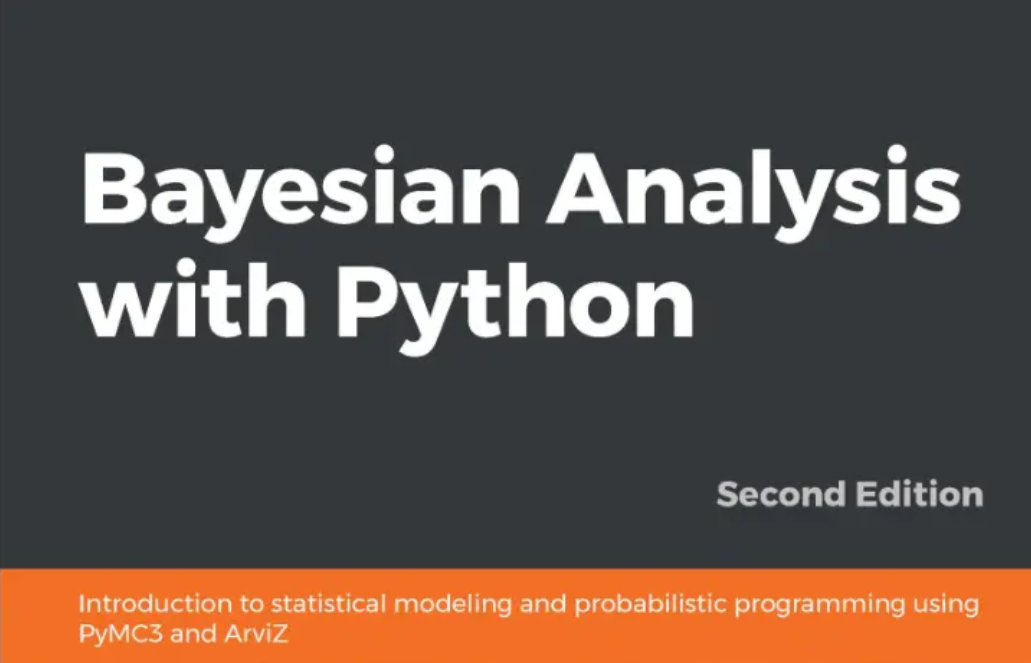 Bayesian Analysis
with Python
Second Edition
Introduction to statistical modeling and probabilistic programming using
PyMC3 and ArviZ